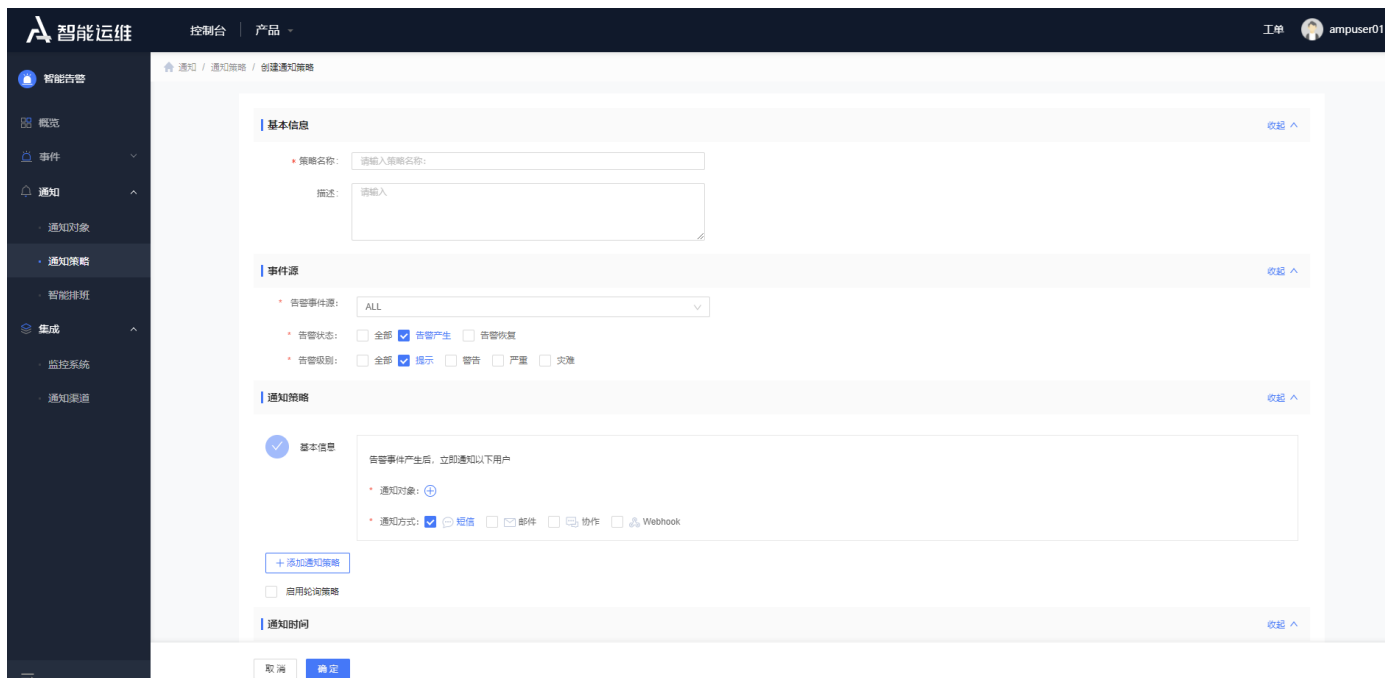 智能运维 控制台 产品 工单 ampuser01
智能告警
通知 / 通知策略 / 创建通知策略
概览
事件
通知
通知对象
通知策略
智能排班
集成
监控系统
通知渠道
基本信息 收起
* 策略名称: 请输入策略名称:
描述: 请输入
事件源 收起
* 告警事件源: ALL
* 告警状态: 全部 告警产生 告警恢复
* 告警级别: 全部 提示 警告 严重 灾难
通知策略 收起
基本信息
告警事件产生后，立即通知以下用户
* 通知对象:
* 通知方式: 短信 邮件 协作 Webhook
+ 添加通知策略
启用轮询策略
通知时间 收起
取消 确定